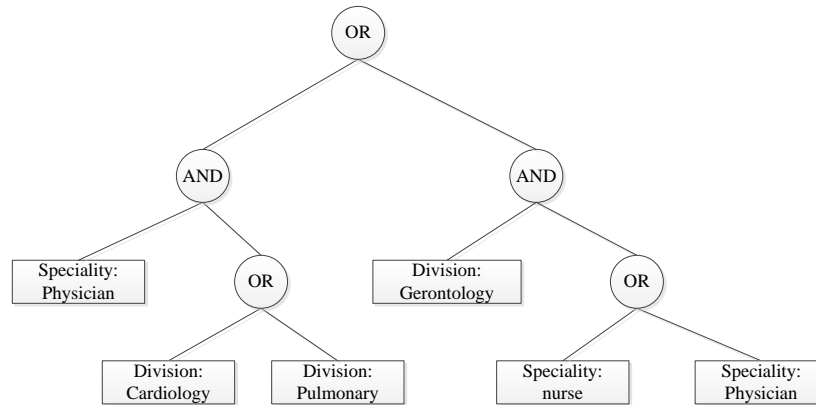 OR
AND
AND
Speciality:
Physician
OR
Division:
Gerontology
OR
Division:
Cardiology
Division:
Pulmonary
Speciality:
nurse
Speciality:
Physician